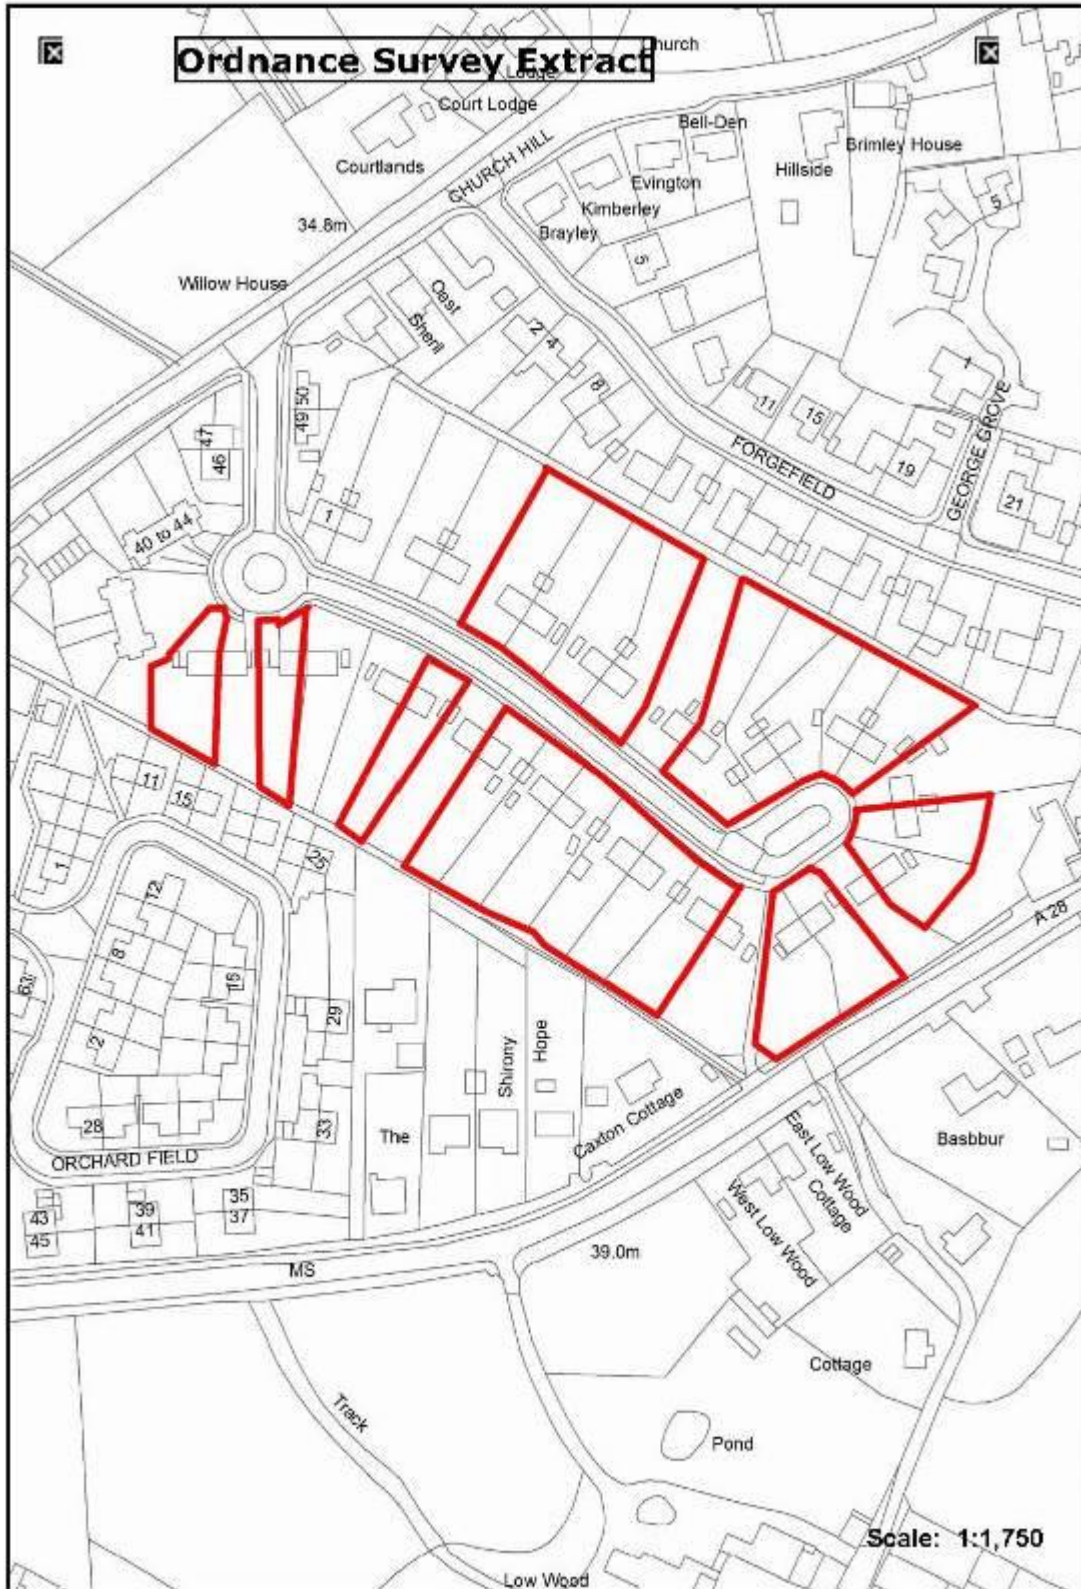 Ordnance Survey Extract
Church
Lodge
Court Lodge
Courtlands
CHURCH HILL
Bell-Den
Brimley House
Hillside
Evington
Kimberley
Brayley
5
5
34.8m
Willow House
Oast
Sheril
2
4
8
1
11
15
FORGEFIELD
19
GEORGE GROVE
21
49 50
47
46
1
40 to 44
11
15
1
25
12
8
16
63
2
29
28
33
ORCHARD FIELD
The
Shirony
Hope
Caxton Cottage
A 28
East Low Wood
Cottage
West Low Wood
Basbbur
35
37
39
41
43
45
MS
39.0m
Cottage
Track
Pond
Scale: 1:1,750
Low Wood